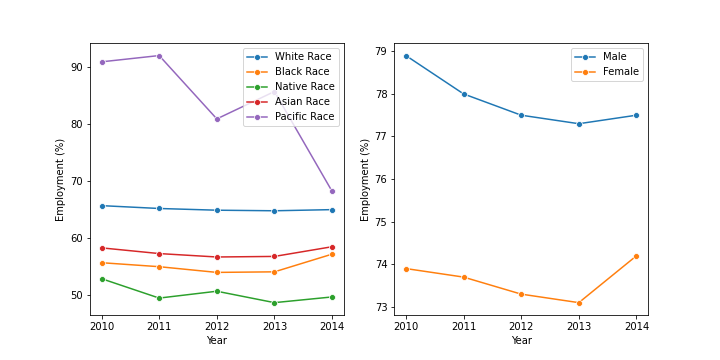 90
80
70
60
50
Employment (%)
2010 2011 2012 2013 2014
Year
White Race
Black Race
Native Race
Asian Race
Pacific Race
79
78
77
76
75
74
73
Employment (%)
2010 2011 2012 2013 2014
Year
Male
Female